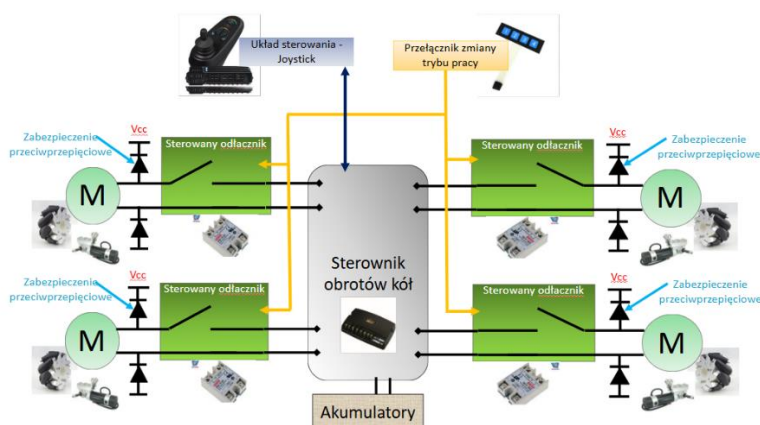 Układ sterowania -
Joystick
Przełącznik zmiany
trybu pracy
Zabezpieczenie
przeciwprzepięciowe
Vcc
Sterowany odłacznik
M
Sterowany odłacznik
Vcc
Zabezpieczenie
przeciwprzepięciowe
M
Sterownik
obrotów kół
Zabezpieczenie
przeciwprzepięciowe
Vcc
Sterowany odłacznik
M
Sterowany odłacznik
Vcc
Zabezpieczenie
przeciwprzepięciowe
M
Akumulatory